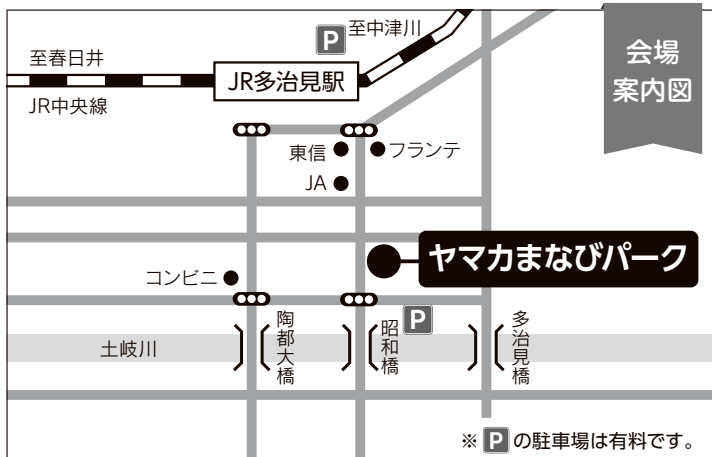 会場
案内図
P
至中津川
至春日井
JR多治見駅
JR中央線
東信
フランテ
JA
ヤマカまなびパーク
コンビニ
P
土岐川
陶都大橋
昭和橋
多治見橋
※ P の駐車場は有料です。